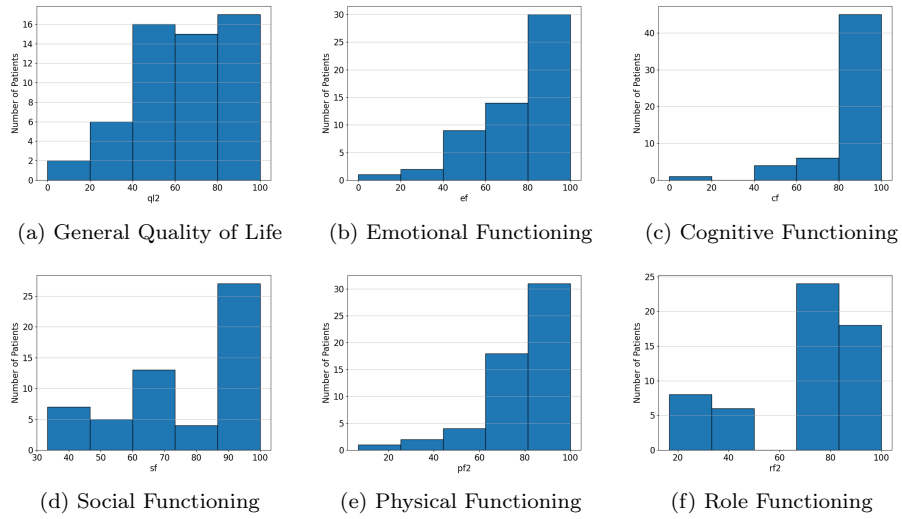 Number of Patients
16
14
12
10
8
6
4
2
0
0 20 40 60 80 100
ql2
(a) General Quality of Life
Number of Patients
30
25
20
15
10
5
0
0 20 40 60 80 100
ef
(b) Emotional Functioning
Number of Patients
40
30
20
10
0
0 20 40 60 80 100
cf
(c) Cognitive Functioning
Number of Patients
25
20
15
10
5
0
30 40 50 60 70 80 90 100
sf
(d) Social Functioning
Number of Patients
30
25
20
15
10
5
0
20 40 60 80 100
pf2
(e) Physical Functioning
Number of Patients
25
20
15
10
5
0
20 40 60 80 100
rf2
(f) Role Functioning